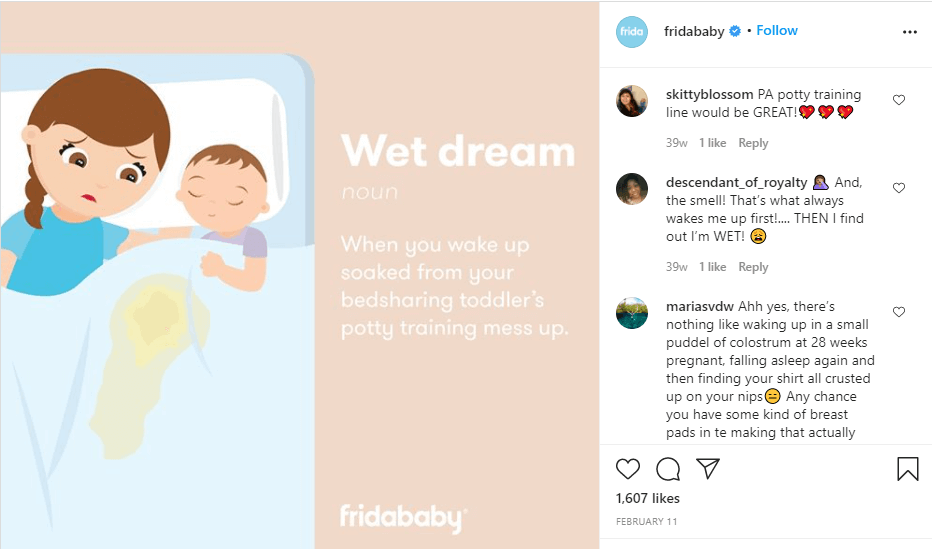 Wet dream
noun
When you wake up
soaked from your
bedsharing toddler's
potty training mess up.
fridababy
frida
fridababy • Follow
skittyblossom PA potty training
line would be GREAT!💖💖💖
39w 1 like Reply
descendant_of_royalty 🤦🏾‍♀️ And,
the smell! That's what always
wakes me up first!.... THEN I find
out I'm WET! 😩
39w 1 like Reply
mariasvdw Ahh yes, there's
nothing like waking up in a small
puddel of colostrum at 28 weeks
pregnant, falling asleep again and
then finding your shirt all crusted
up on your nips😑 Any chance
you have some kind of breast
pads in te making that actually
1,607 likes
FEBRUARY 11